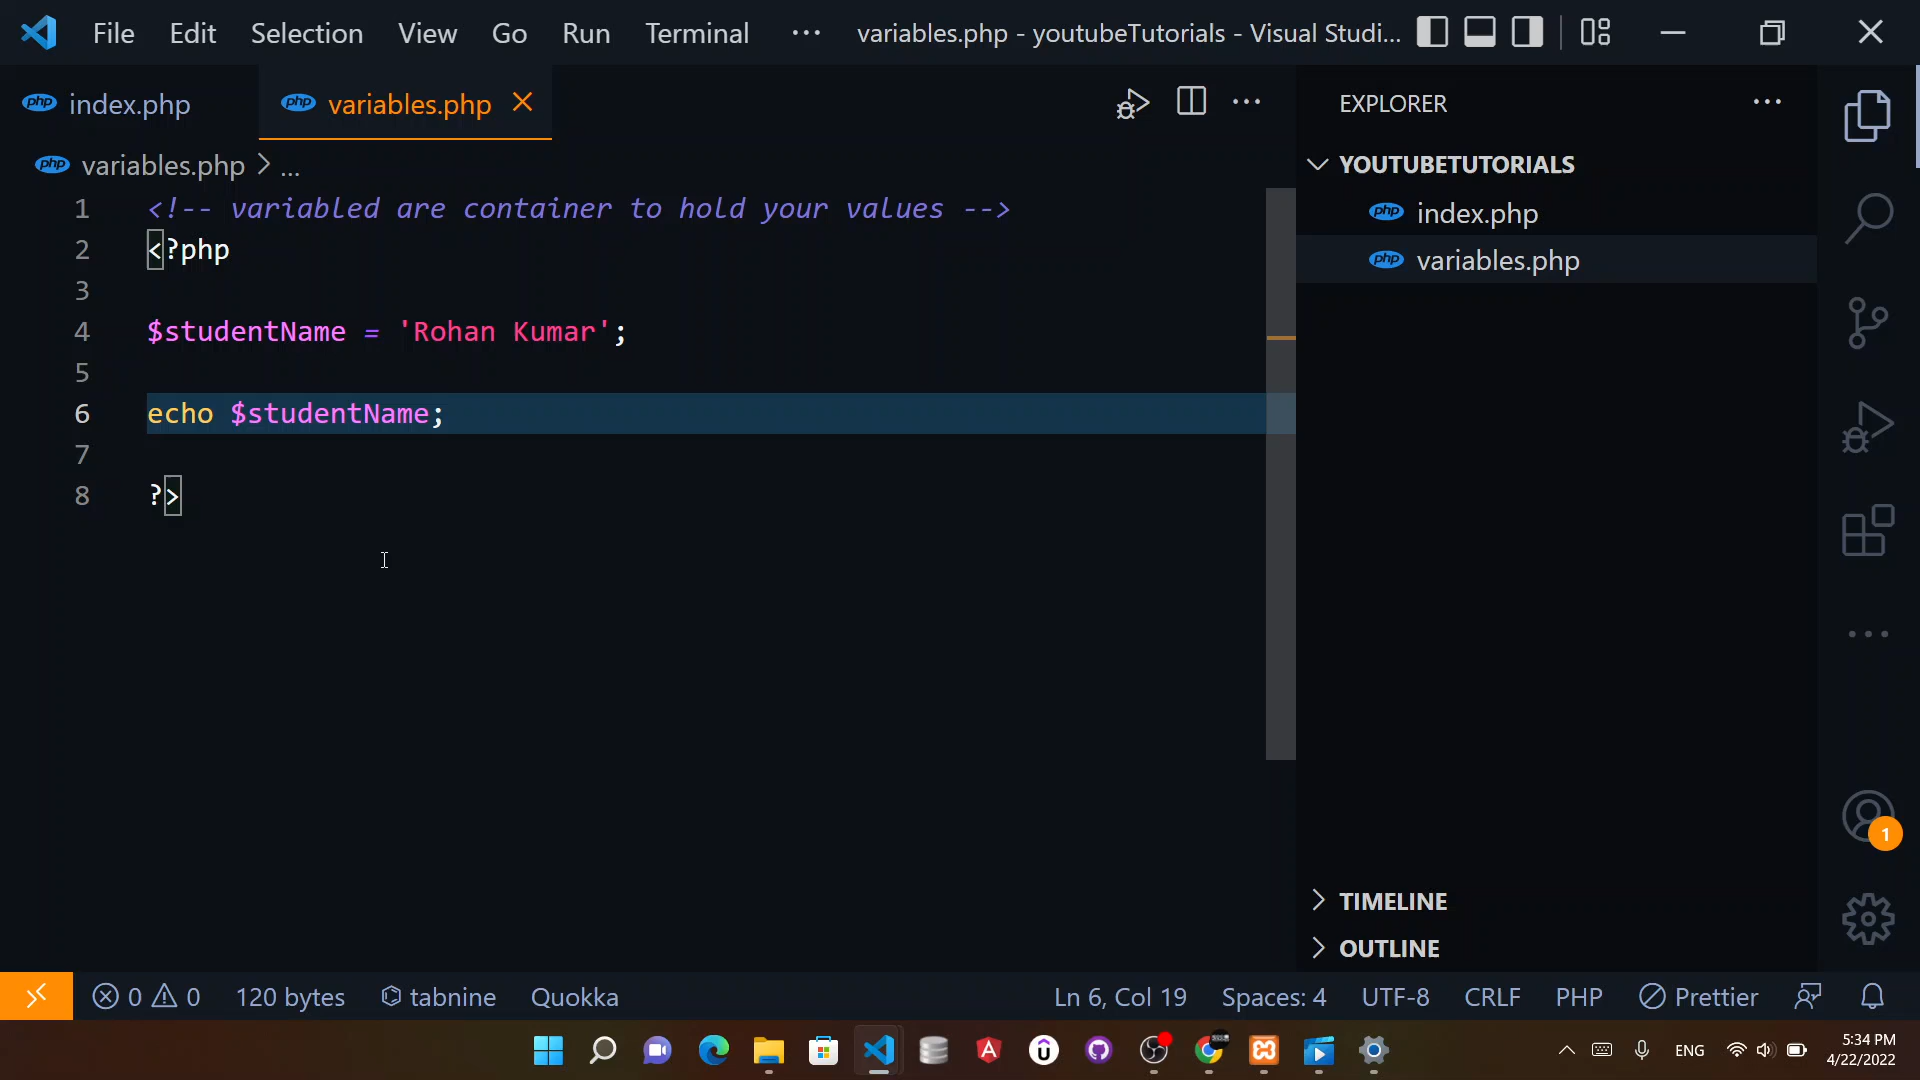 File Edit Selection View Go Run Terminal ··· variables.php - youtubeTutorials - Visual Studi...
index.php variables.php
EXPLORER
variables.php > ...
YOUTUBETUTORIALS
index.php
variables.php
1 <!-- variabled are container to hold your values -->
2 <?php
3
4 $studentName = 'Rohan Kumar';
5
6 echo $studentName;
7
8 ?>
TIMELINE
OUTLINE
1
0 0 120 bytes tabnine Quokka Ln 6, Col 19 Spaces: 4 UTF-8 CRLF PHP Prettier
ENG 5:34 PM
4/22/2022